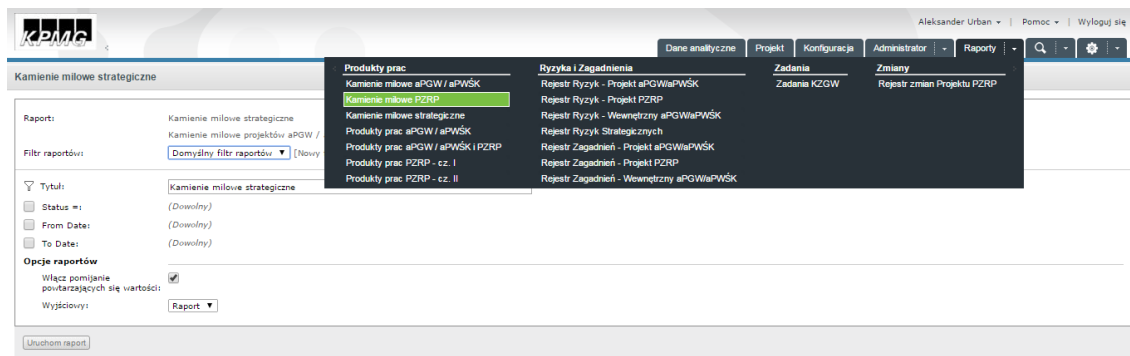 Aleksander Urban | Pomoc | Wyloguj się
KPMG
Dane analityczne Projekt Konfiguracja Administrator Raporty
Kamienie milowe strategiczne
Produkty prac
Kamienie milowe aPGW / aPWŚK
Kamienie milowe PZRP
Kamienie milowe strategiczne
Produkty prac aPGW / aPWŚK
Produkty prac aPGW / aPWŚK i PZRP
Produkty prac PZRP - cz. I
Produkty prac PZRP - cz. II
Ryzyka i Zagadnienia
Rejestr Ryzyk - Projekt aPGW/aPWŚK
Rejestr Ryzyk - Projekt PZRP
Rejestr Ryzyk - Wewnętrzny aPGW/aPWŚK
Rejestr Ryzyk Strategicznych
Rejestr Zagadnień - Projekt aPGW/aPWŚK
Rejestr Zagadnień - Projekt PZRP
Rejestr Zagadnień - Wewnętrzny aPGW/aPWŚK
Zadania
Zadania KZGW
Zmiany
Rejestr zmian Projektu PZRP
Raport: Kamienie milowe strategiczne
Kamienie milowe projektów aPGW /
Filtr raportów: Domyślny filtr raportów [Nowy
Tytuł: Kamienie milowe strategiczne
Status =: (Dowolny)
From Date: (Dowolny)
To Date: (Dowolny)
Opcje raportów
Włącz pomijanie
powtarzających się wartości:
Wyjściowy: Raport
Uruchom raport